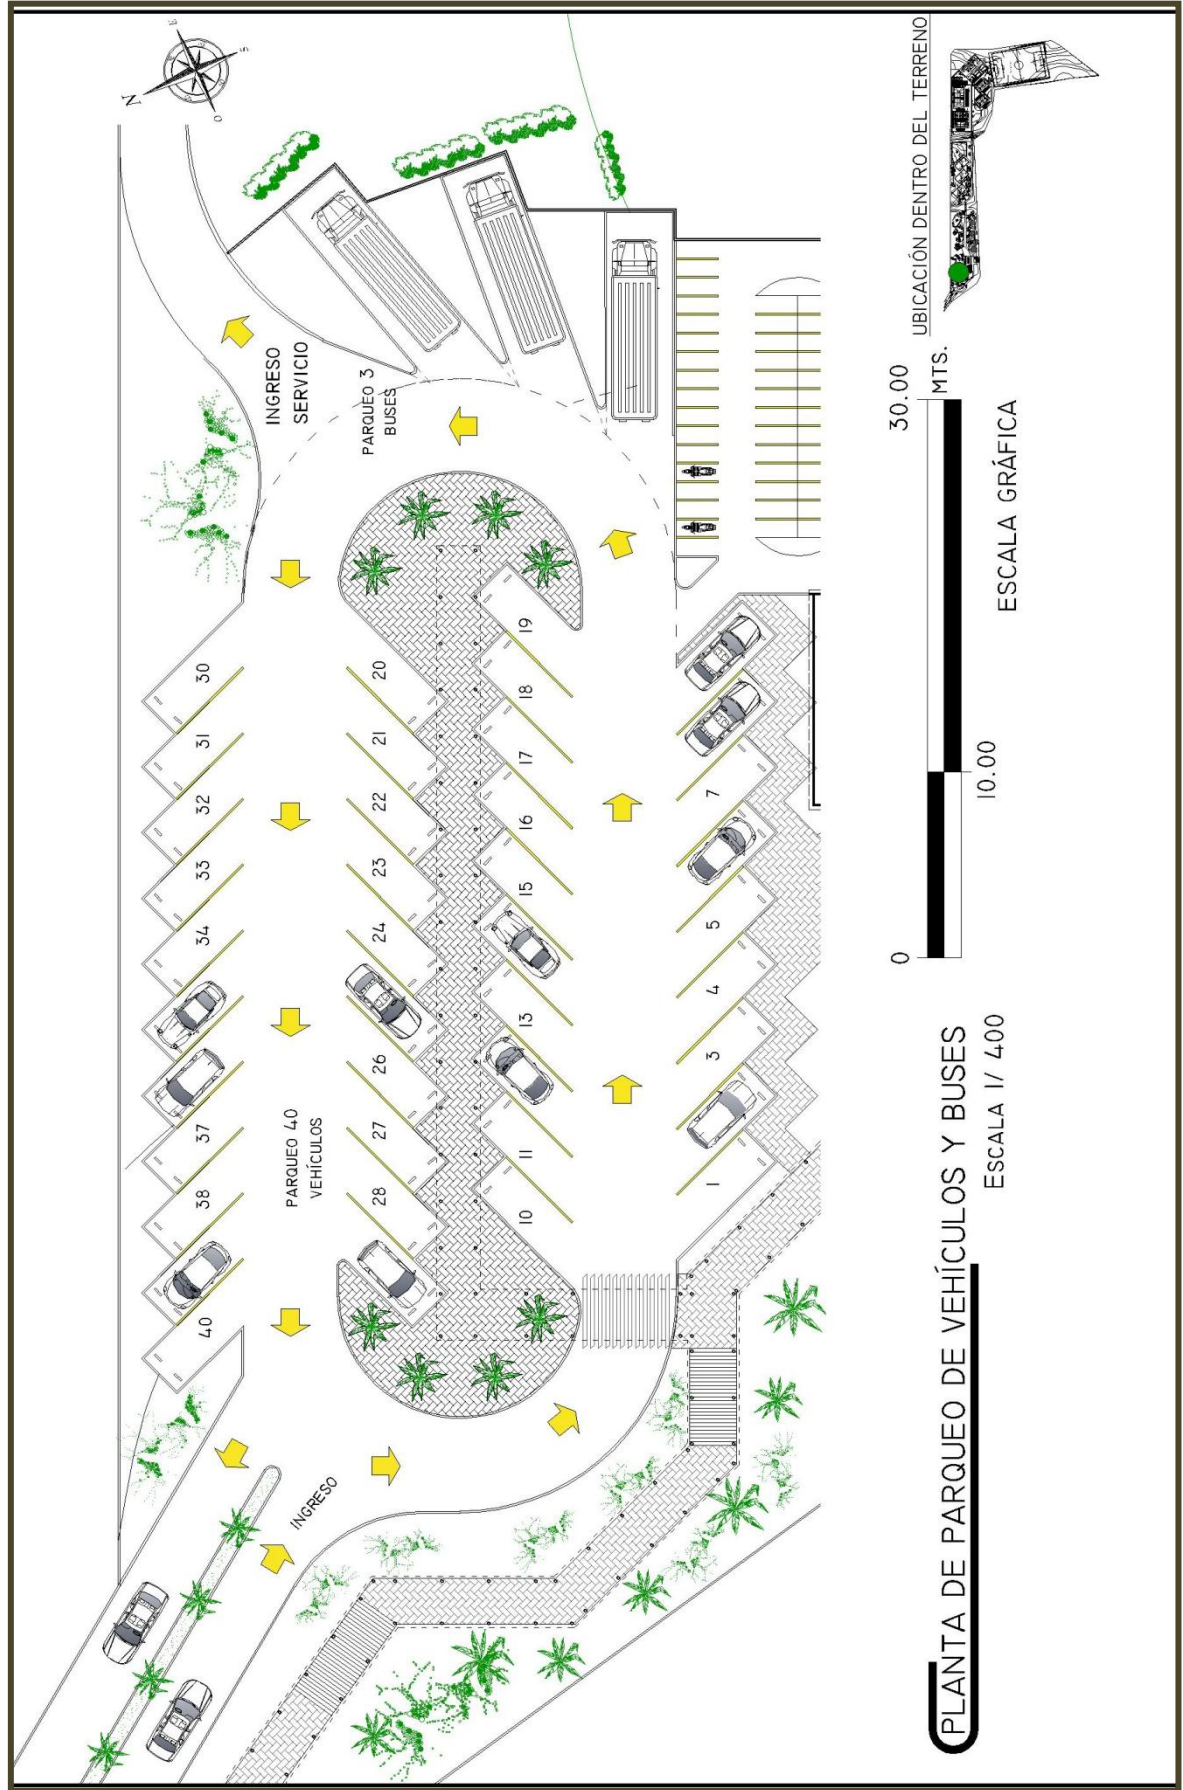 N
E
S
O
INGRESO
SERVICIO
PARQUEO 3
BUSES
30
31
32
33
34
37
38
40
20
21
22
23
24
26
27
28
PARQUEO 40
VEHÍCULOS
19
18
17
16
15
13
11
10
7
5
4
3
1
INGRESO
PLANTA DE PARQUEO DE VEHÍCULOS Y BUSES
ESCALA 1/ 400
0
10.00
30.00
MTS.
ESCALA GRÁFICA
UBICACIÓN DENTRO DEL TERRENO